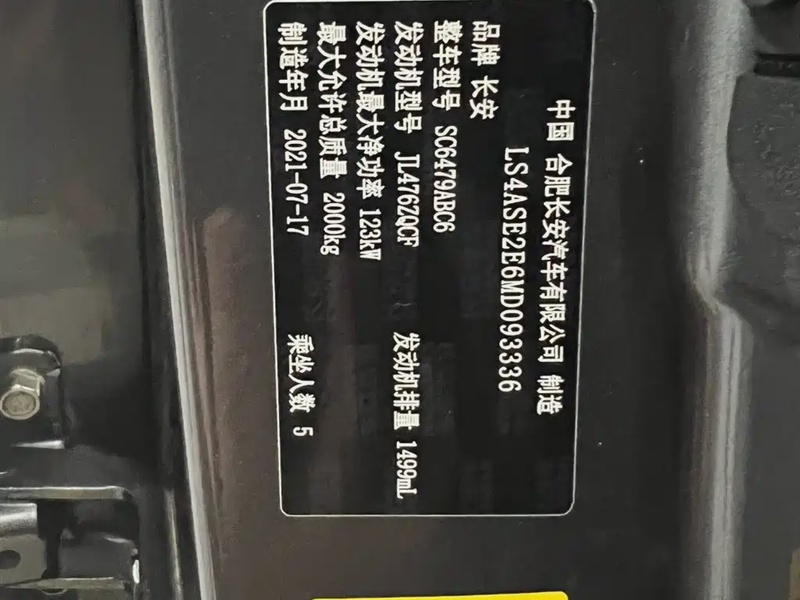 中国 合肥长安汽车有限公司 制造
LS4ASE2E6MD093336
品牌 长安
整车型号 SC6479ABC6
发动机型号 JL476ZQCF 发动机排量 1499mL
发动机最大净功率 123kW
最大允许总质量 2000kg
制造年月 2021-07-17 乘坐人数 5